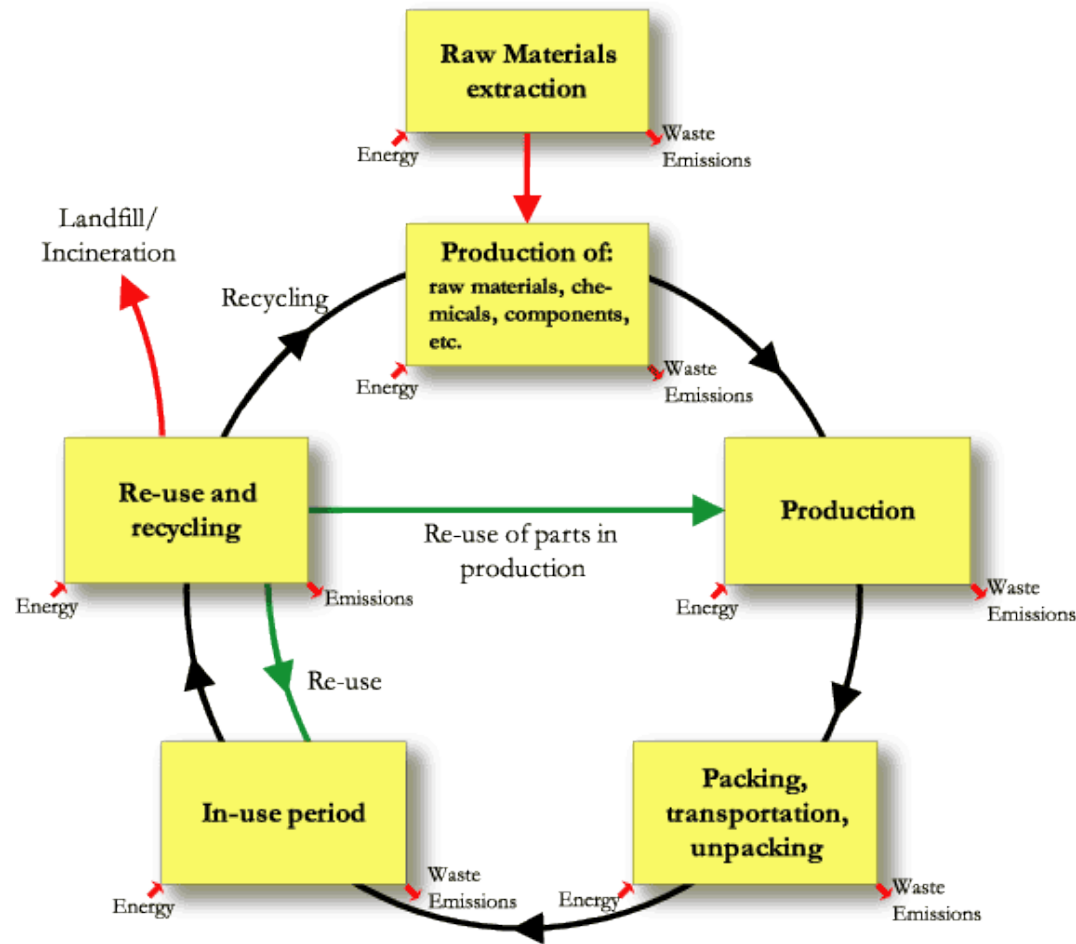 Raw Materials
extraction
Energy
Waste
Emissions
Landfill/
Incineration
Recycling
Production of:
raw materials, che-
micals, components,
etc.
Energy
Waste
Emissions
Re-use and
recycling
Energy
Emissions
Re-use of parts in
production
Production
Energy
Waste
Emissions
Re-use
In-use period
Energy
Waste
Emissions
Packing,
transportation,
unpacking
Energy
Waste
Emissions